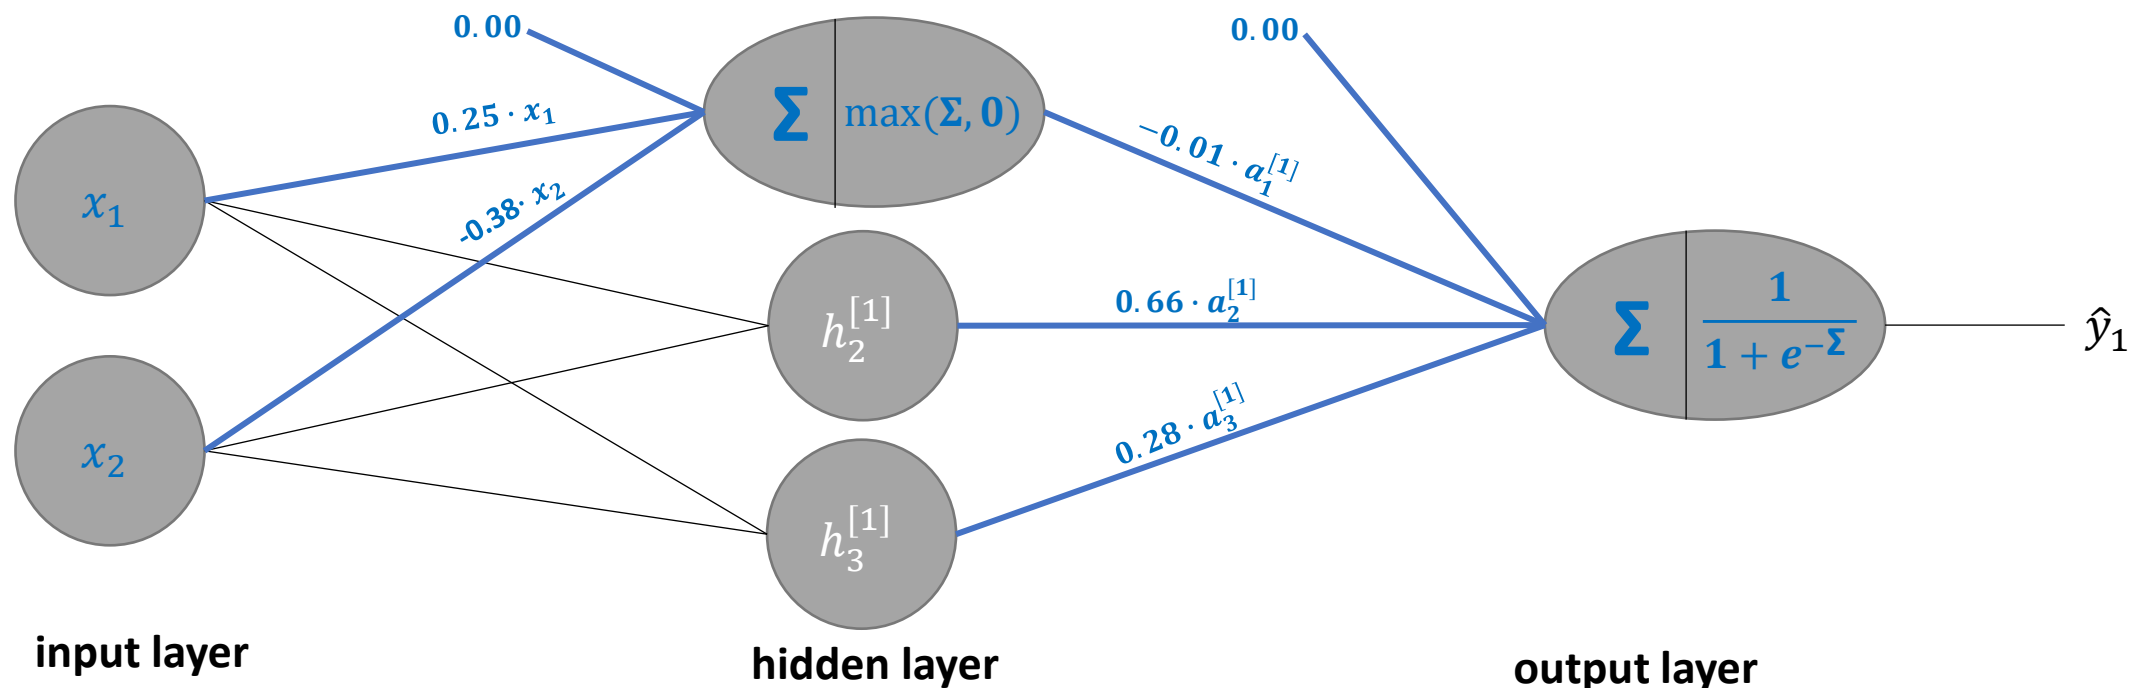 0.00
0.00
0.25 · x₁
Σ
max(Σ, 0)
−0.01 · a₁^[1]
x₁
-0.38· x₂
h₂^[1]
0.66 · a₂^[1]
Σ
1
1 + e^−Σ
ŷ₁
x₂
0.28 · a₃^[1]
h₃^[1]
input layer
hidden layer
output layer